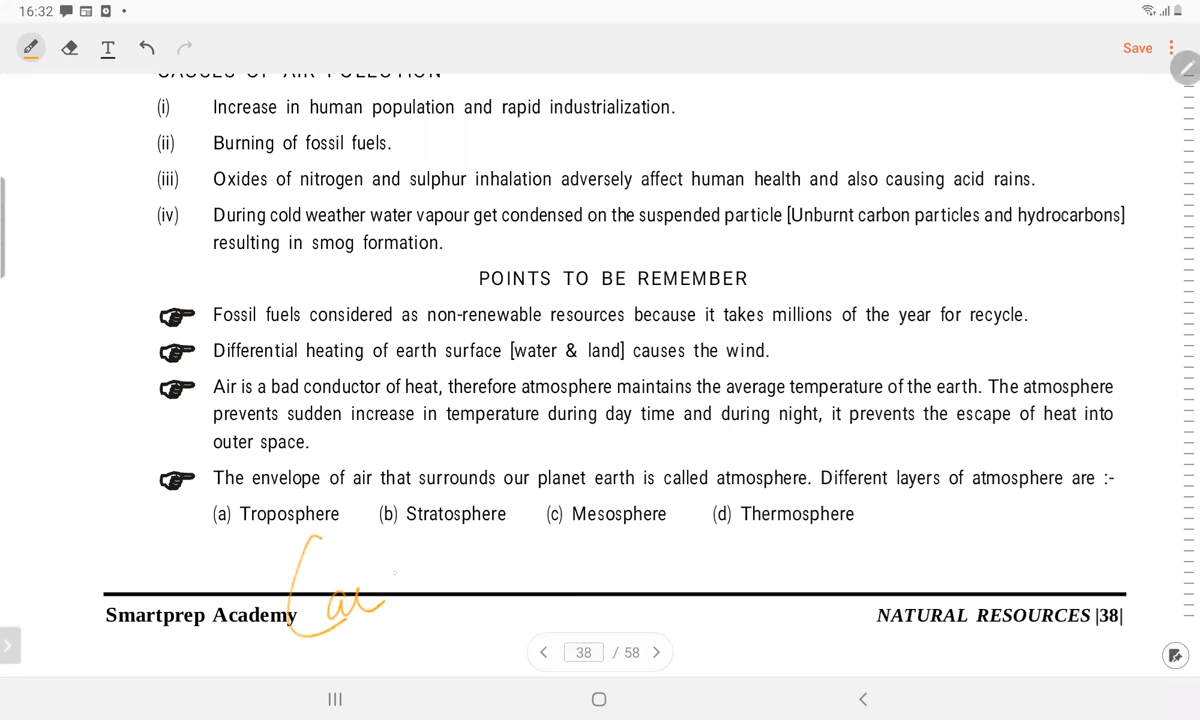 16:32
Save
CAUSES OF AIR POLLUTION
(i) Increase in human population and rapid industrialization.
(ii) Burning of fossil fuels.
(iii) Oxides of nitrogen and sulphur inhalation adversely affect human health and also causing acid rains.
(iv) During cold weather water vapour get condensed on the suspended particle [Unburnt carbon particles and hydrocarbons]
resulting in smog formation.
POINTS TO BE REMEMBER
Fossil fuels considered as non-renewable resources because it takes millions of the year for recycle.
Differential heating of earth surface [water & land] causes the wind.
Air is a bad conductor of heat, therefore atmosphere maintains the average temperature of the earth. The atmosphere
prevents sudden increase in temperature during day time and during night, it prevents the escape of heat into
outer space.
The envelope of air that surrounds our planet earth is called atmosphere. Different layers of atmosphere are :-
(a) Troposphere (b) Stratosphere (c) Mesosphere (d) Thermosphere
Smartprep Academy NATURAL RESOURCES |38|
38 / 58